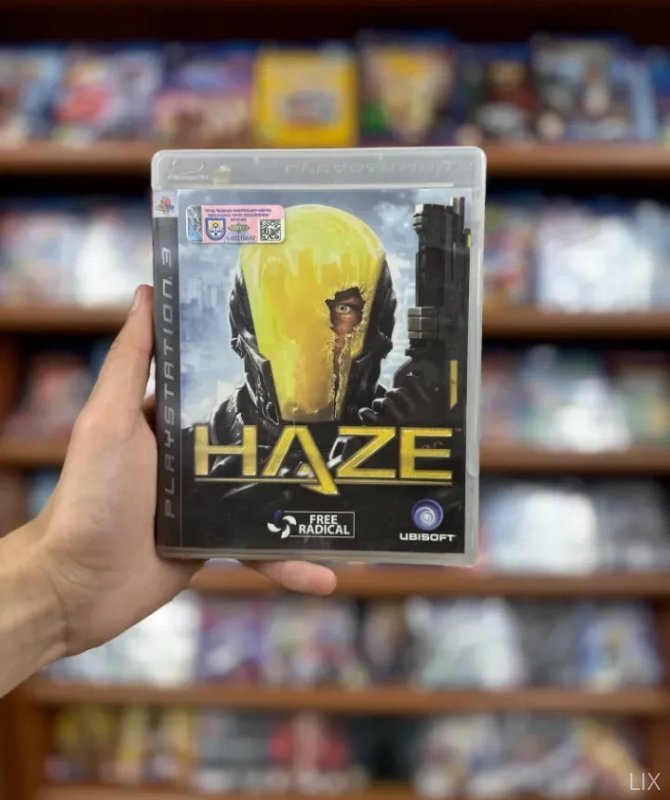 PLAYSTATION 3
HAZE
FREE
RADICAL
UBISOFT
LIX